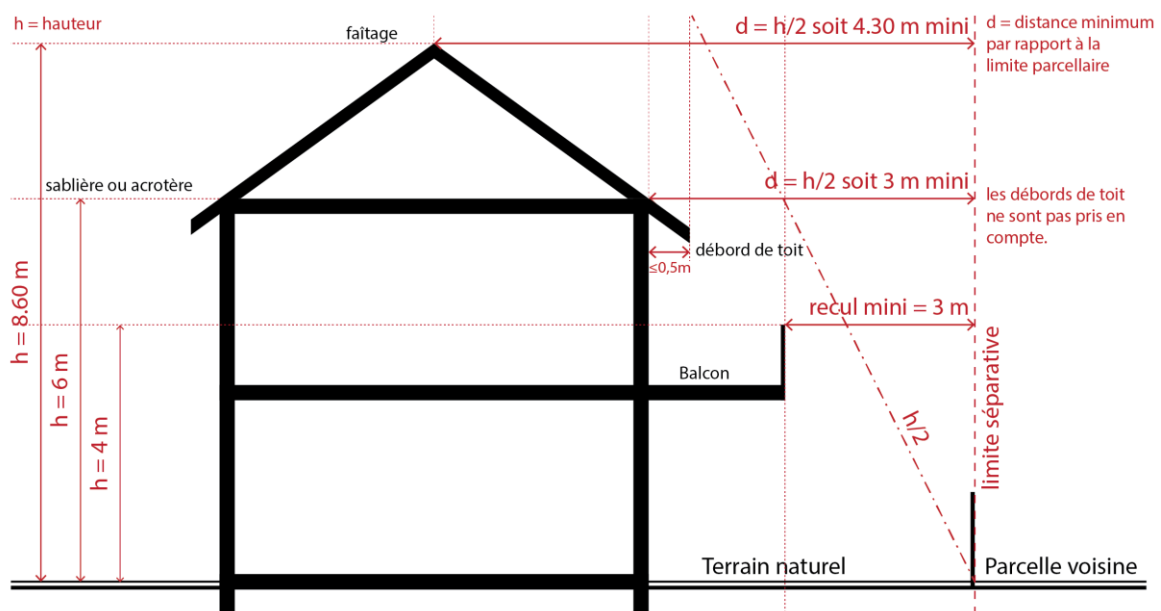 h = hauteur
faîtage
d = h/2 soit 4.30 m mini
d = distance minimum
par rapport à la
limite parcellaire
sablière ou acrotère
d = h/2 soit 3 m mini
les débords de toit
ne sont pas pris en
compte.
débord de toit
≤0,5m
recul mini = 3 m
h = 8.60 m
h = 6 m
h = 4 m
Balcon
h/2
limite séparative
Terrain naturel
Parcelle voisine